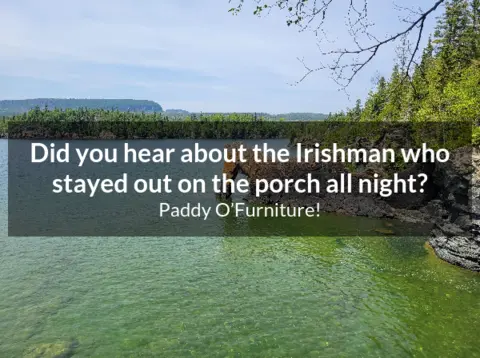 Did you hear about the Irishman who
stayed out on the porch all night?
Paddy O'Furniture!